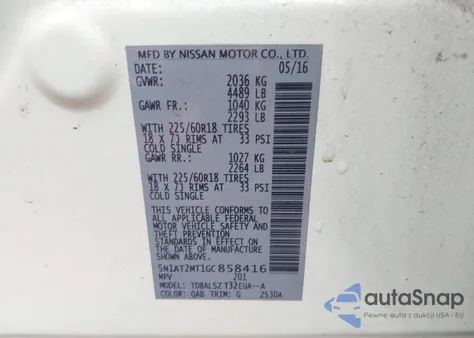 MFD BY NISSAN MOTOR CO., LTD.
DATE: 05/16
GVWR: 2036 KG
4489 LB
GAWR FR.: 1040 KG
2293 LB
WITH 225/60R18 TIRES
18 X 7J RIMS AT 33 PSI
COLD SINGLE
GAWR RR.: 1027 KG
2264 LB
WITH 225/60R18 TIRES
18 X 7J RIMS AT 33 PSI
COLD SINGLE
THIS VEHICLE CONFORMS TO
ALL APPLICABLE FEDERAL
MOTOR VEHICLE SAFETY AND
THEFT PREVENTION
STANDARDS IN EFFECT ON
THE DATE OF MANUFACTURE
SHOWN ABOVE.
5N1AT2MT1GC858416
MPV 201
MODEL: TDBALSZ T32EUA--A
COLOR: QAB TRIM: G 2S30A
autoSnap
Pewne auta z aukcji USA i EU